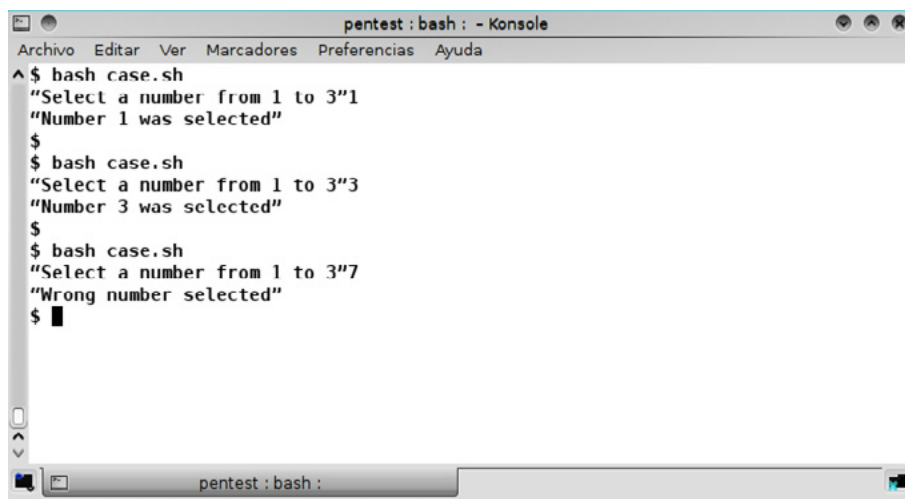 pentest : bash : - Konsole
Archivo Editar Ver Marcadores Preferencias Ayuda
$ bash case.sh
“Select a number from 1 to 3”1
“Number 1 was selected”
$
$ bash case.sh
“Select a number from 1 to 3”3
“Number 3 was selected”
$
$ bash case.sh
“Select a number from 1 to 3”7
“Wrong number selected”
$
pentest : bash :